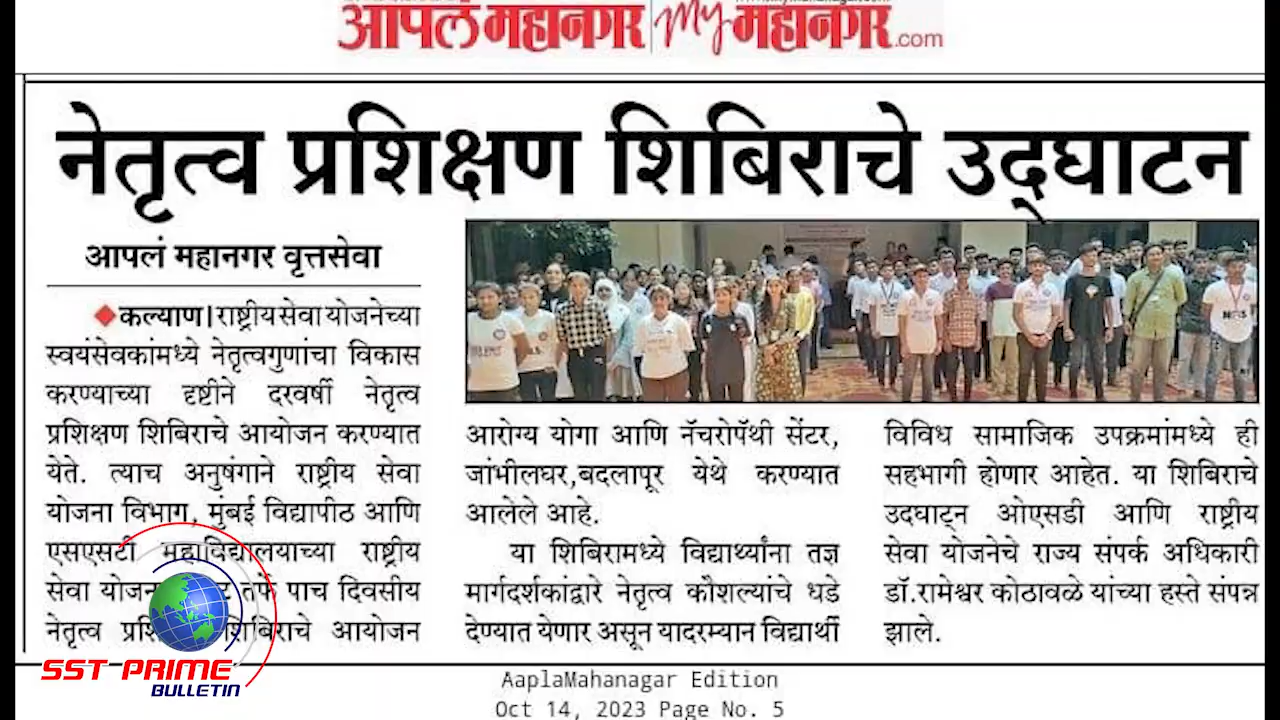 आपलं महानगर
My महानगर.com
नेतृत्व प्रशिक्षण शिबिराचे उद्‌घाटन
आपलं महानगर वृत्तसेवा
कल्याण। राष्ट्रीय सेवा योजनेच्या
स्वयंसेवकांमध्ये नेतृत्वगुणांचा विकास
करण्याच्या दृष्टीने दरवर्षी नेतृत्व
प्रशिक्षण शिबिराचे आयोजन करण्यात
येते. त्याच अनुषंगाने राष्ट्रीय सेवा
योजना विभाग, मुंबई विद्यापीठ आणि
एसएसटी महाविद्यालयाच्या राष्ट्रीय
सेवा तर्फे पाच दिवसीय
नेतृत्व शिबिराचे आयोजन
आरोग्य योगा आणि नॅचरोपॅथी सेंटर,
जांभीलघर,बदलापूर येथे करण्यात
आलेले आहे.
या शिबिरामध्ये विद्यार्थ्यांना तज्ञ
मार्गदर्शकांद्वारे नेतृत्व कौशल्यांचे धडे
देण्यात येणार असून यादरम्यान विद्यार्थी
विविध सामाजिक उपक्रमांमध्ये ही
सहभागी होणार आहेत. या शिबिराचे
उदघाट्न ओएसडी आणि राष्ट्रीय
सेवा योजनेचे राज्य संपर्क अधिकारी
डॉ.रामेश्वर कोठावळे यांच्या हस्ते संपन्न
झाले.
SST PRIME
BULLETIN
AaplaMahanagar Edition
Oct 14, 2023 Page No. 5